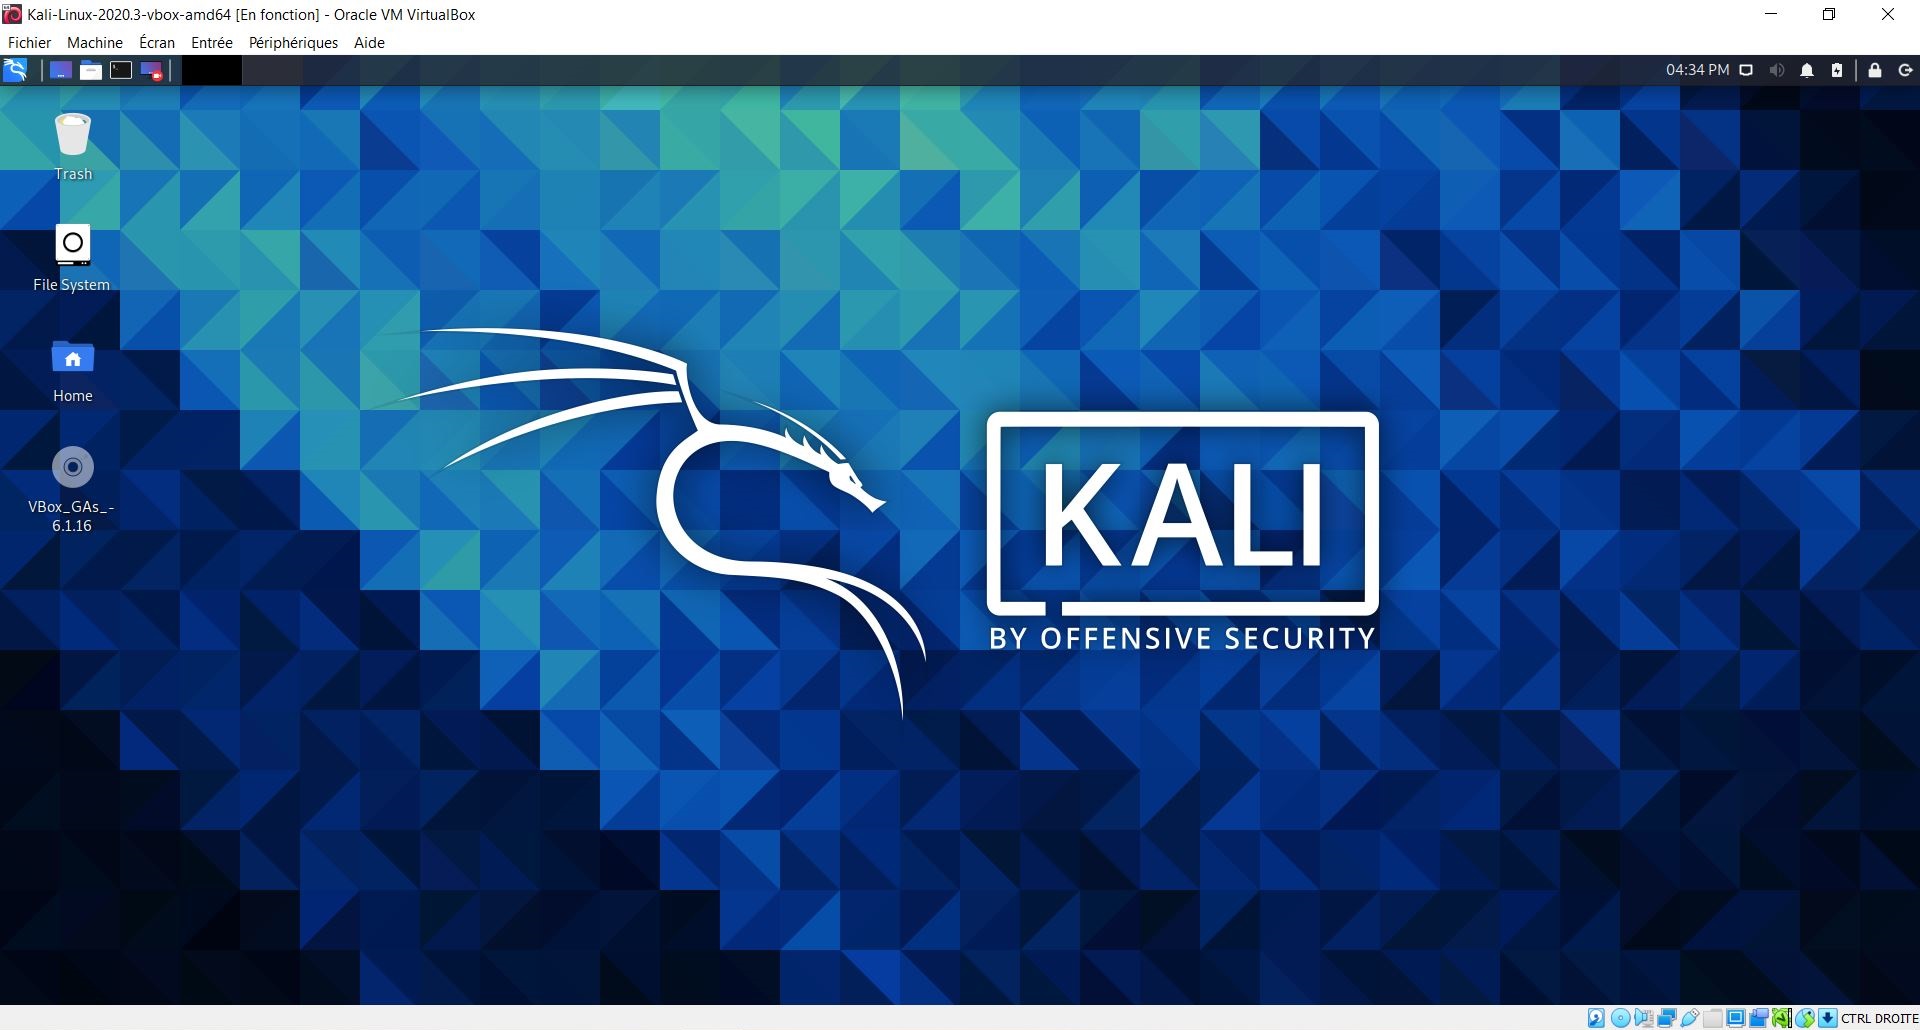 Kali-Linux-2020.3-vbox-amd64 [En fonction] - Oracle VM VirtualBox
Fichier Machine Écran Entrée Périphériques Aide
04:34 PM
Trash
File System
Home
VBox_GAs_-
6.1.16
KALI
BY OFFENSIVE SECURITY
CTRL DROITE